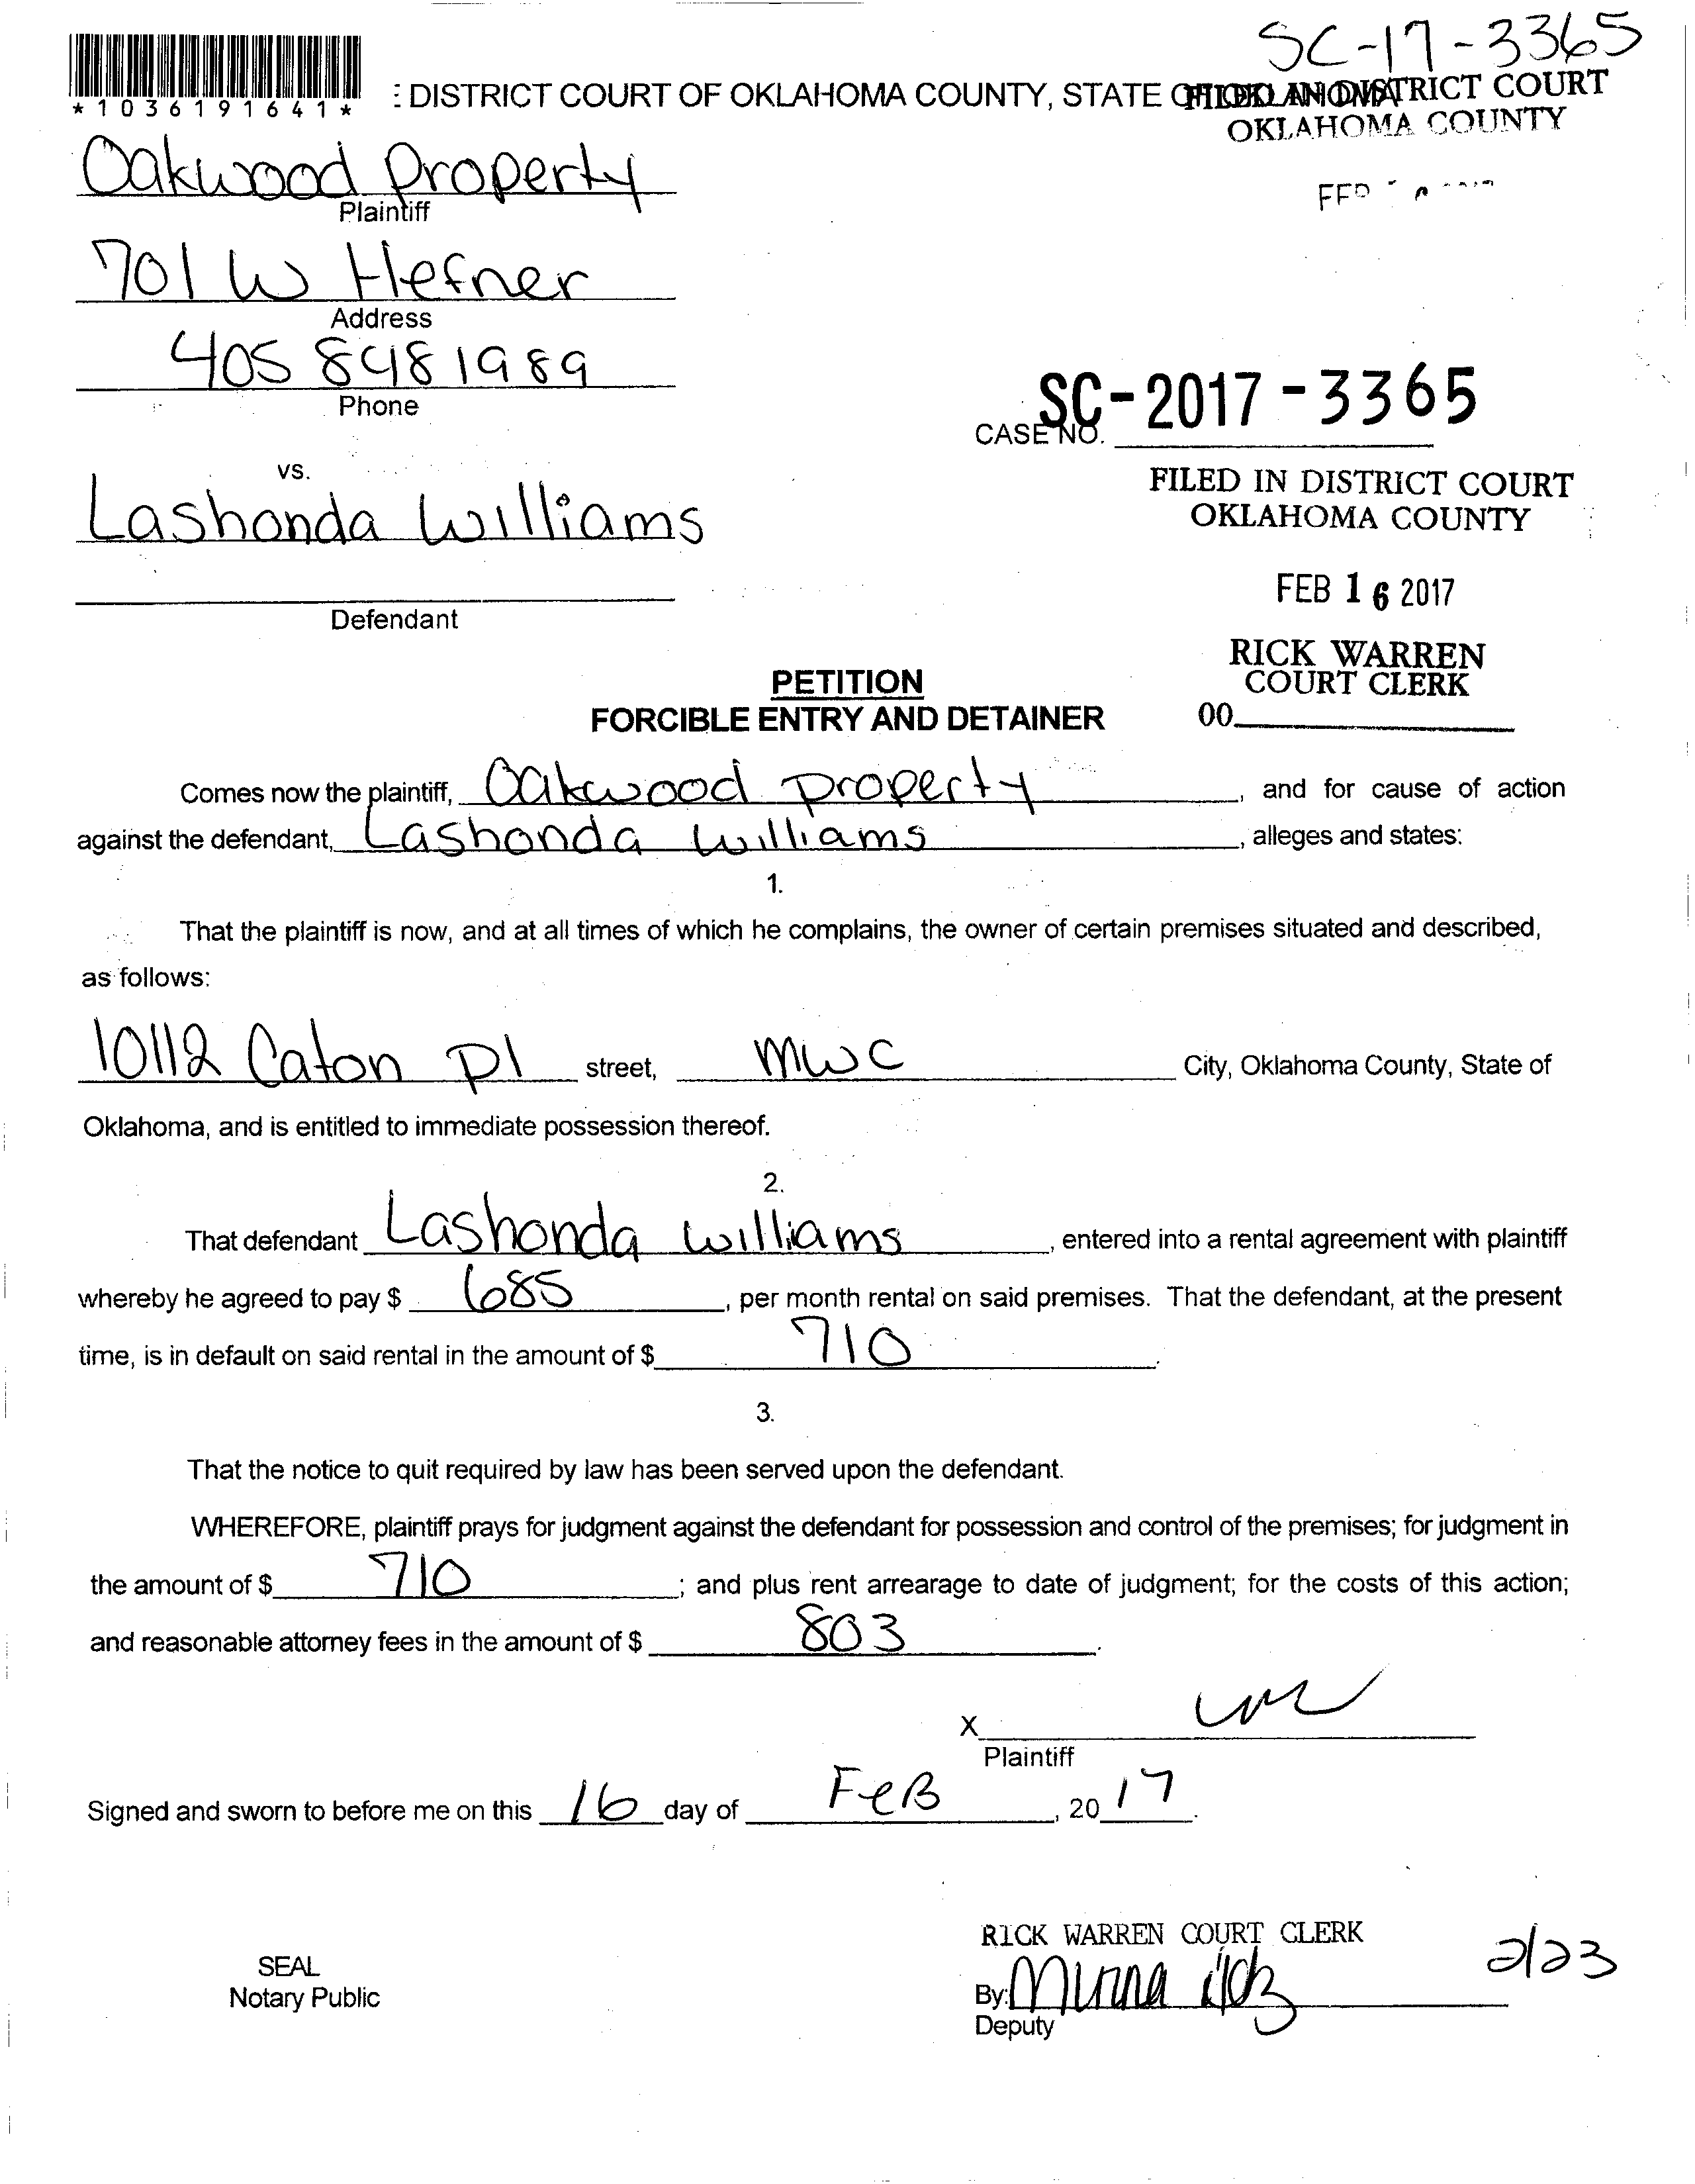 SC-17-3365
*1036191641*
: DISTRICT COURT OF OKLAHOMA COUNTY, STATE OF OKLAHOMA
FILED IN DISTRICT COURT
OKLAHOMA COUNTY
Oakwood Property
Plaintiff
701 W Hefner
Address
405 848 1989
Phone
SC-2017-3365
CASE NO.
vs.
Lashonda Williams
Defendant
FILED IN DISTRICT COURT
OKLAHOMA COUNTY
FEB 16 2017
RICK WARREN
COURT CLERK
00
PETITION
FORCIBLE ENTRY AND DETAINER
Comes now the plaintiff, Oakwood property, and for cause of action
against the defendant, Lashonda Williams, alleges and states:
1.
That the plaintiff is now, and at all times of which he complains, the owner of certain premises situated and described,
as follows:
10112 Caton Pl street, MWC City, Oklahoma County, State of
Oklahoma, and is entitled to immediate possession thereof.
2.
That defendant Lashonda Williams, entered into a rental agreement with plaintiff
whereby he agreed to pay $ 685, per month rental on said premises. That the defendant, at the present
time, is in default on said rental in the amount of $ 710.
3.
That the notice to quit required by law has been served upon the defendant.
WHEREFORE, plaintiff prays for judgment against the defendant for possession and control of the premises; for judgment in
the amount of $ 710; and plus rent arrearage to date of judgment; for the costs of this action;
and reasonable attorney fees in the amount of $ 803.
X
Plaintiff
Signed and sworn to before me on this 16 day of FeB, 2017.
RICK WARREN COURT CLERK
2/23
SEAL
Notary Public
By:
Deputy